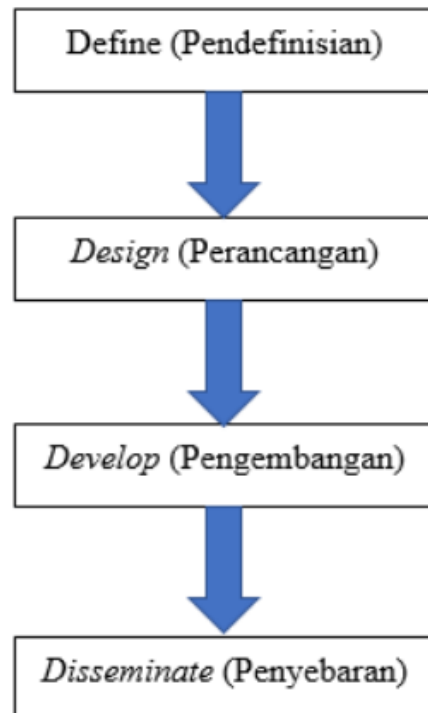 Define (Pendefinisian)
Design (Perancangan)
Develop (Pengembangan)
Disseminate (Penyebaran)